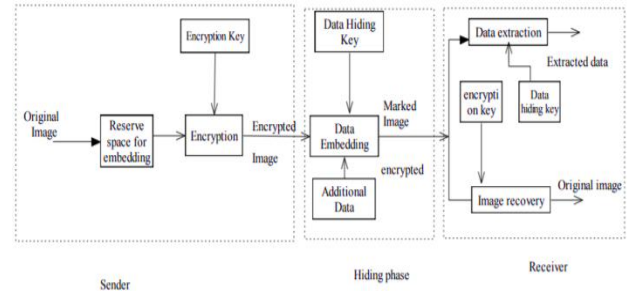 Encryption Key
Original
Image
Reserve
space for
embedding
Encryption
Encrypted
Image
Sender
Data Hiding
Key
Data
Embedding
Additional
Data
Marked
Image
encrypted
Hiding phase
Data extraction
Extracted data
encrypti
on key
Data
hiding key
Image recovery
Original image
Receiver